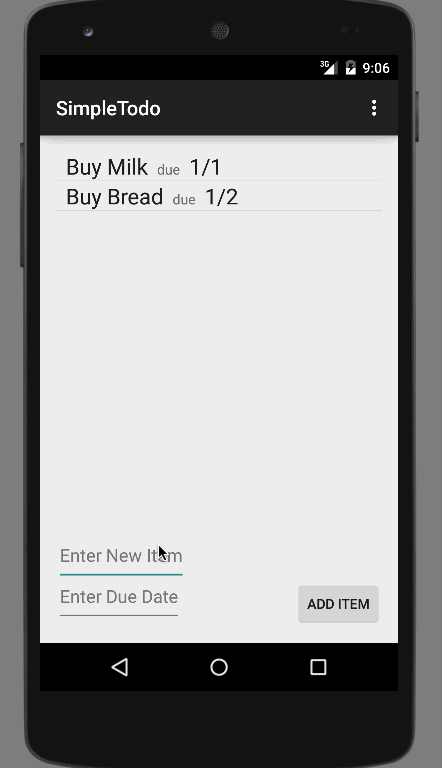 3G 9:06
SimpleTodo
Buy Milk due 1/1
Buy Bread due 1/2
Enter New Item
Enter Due Date
ADD ITEM